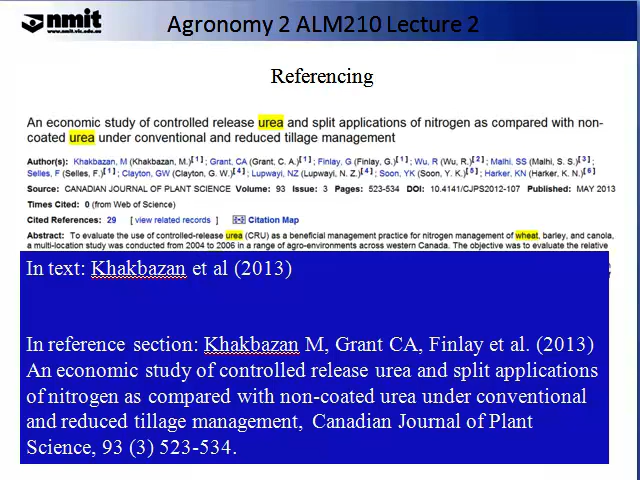 nmit
www.nmit.vic.edu.au
Agronomy 2 ALM210 Lecture 2
Referencing
An economic study of controlled release urea and split applications of nitrogen as compared with non-
coated urea under conventional and reduced tillage management
Author(s): Khakbazan, M (Khakbazan, M.)[1]; Grant, CA (Grant, C. A.)[1]; Finlay, G (Finlay, G.)[1]; Wu, R (Wu, R.)[2]; Malhi, SS (Malhi, S. S.)[3];
Selles, F (Selles, F.)[1]; Clayton, GW (Clayton, G. W.)[4]; Lupwayi, NZ (Lupwayi, N. Z.)[4]; Soon, YK (Soon, Y. K.)[5]; Harker, KN (Harker, K. N.)[6]
Source: CANADIAN JOURNAL OF PLANT SCIENCE Volume: 93 Issue: 3 Pages: 523-534 DOI: 10.4141/CJPS2012-107 Published: MAY 2013
Times Cited: 0 (from Web of Science)
Cited References: 29 [ view related records ] Citation Map
Abstract: To evaluate the use of controlled-release urea (CRU) as a beneficial management practice for nitrogen management of wheat, barley, and canola,
a multi-location study was conducted from 2004 to 2006 in a range of agro-environments across western Canada. The objective was to evaluate the relative
In text: Khakbazan et al (2013)
In reference section: Khakbazan M, Grant CA, Finlay et al. (2013)
An economic study of controlled release urea and split applications
of nitrogen as compared with non-coated urea under conventional
and reduced tillage management, Canadian Journal of Plant
Science, 93 (3) 523-534.